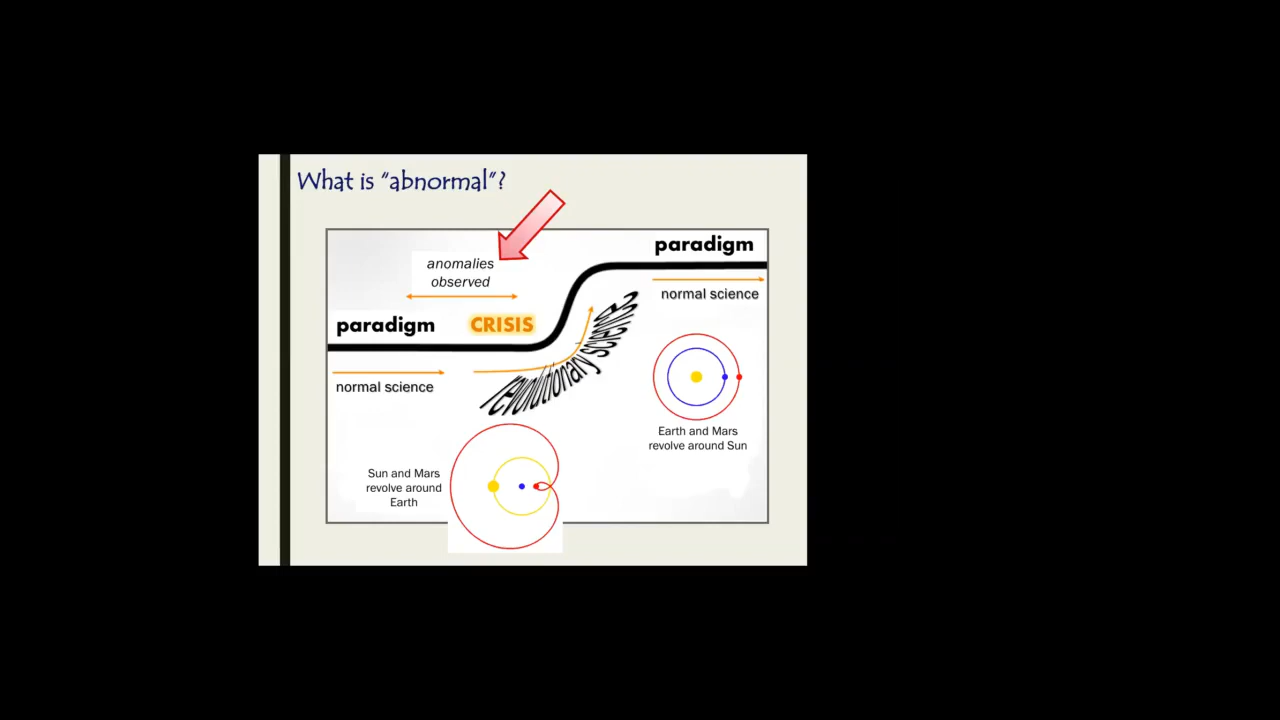 What is “abnormal”?
paradigm
anomalies
observed
normal science
paradigm
CRISIS
revolutionary science
normal science
Earth and Mars
revolve around Sun
Sun and Mars
revolve around
Earth